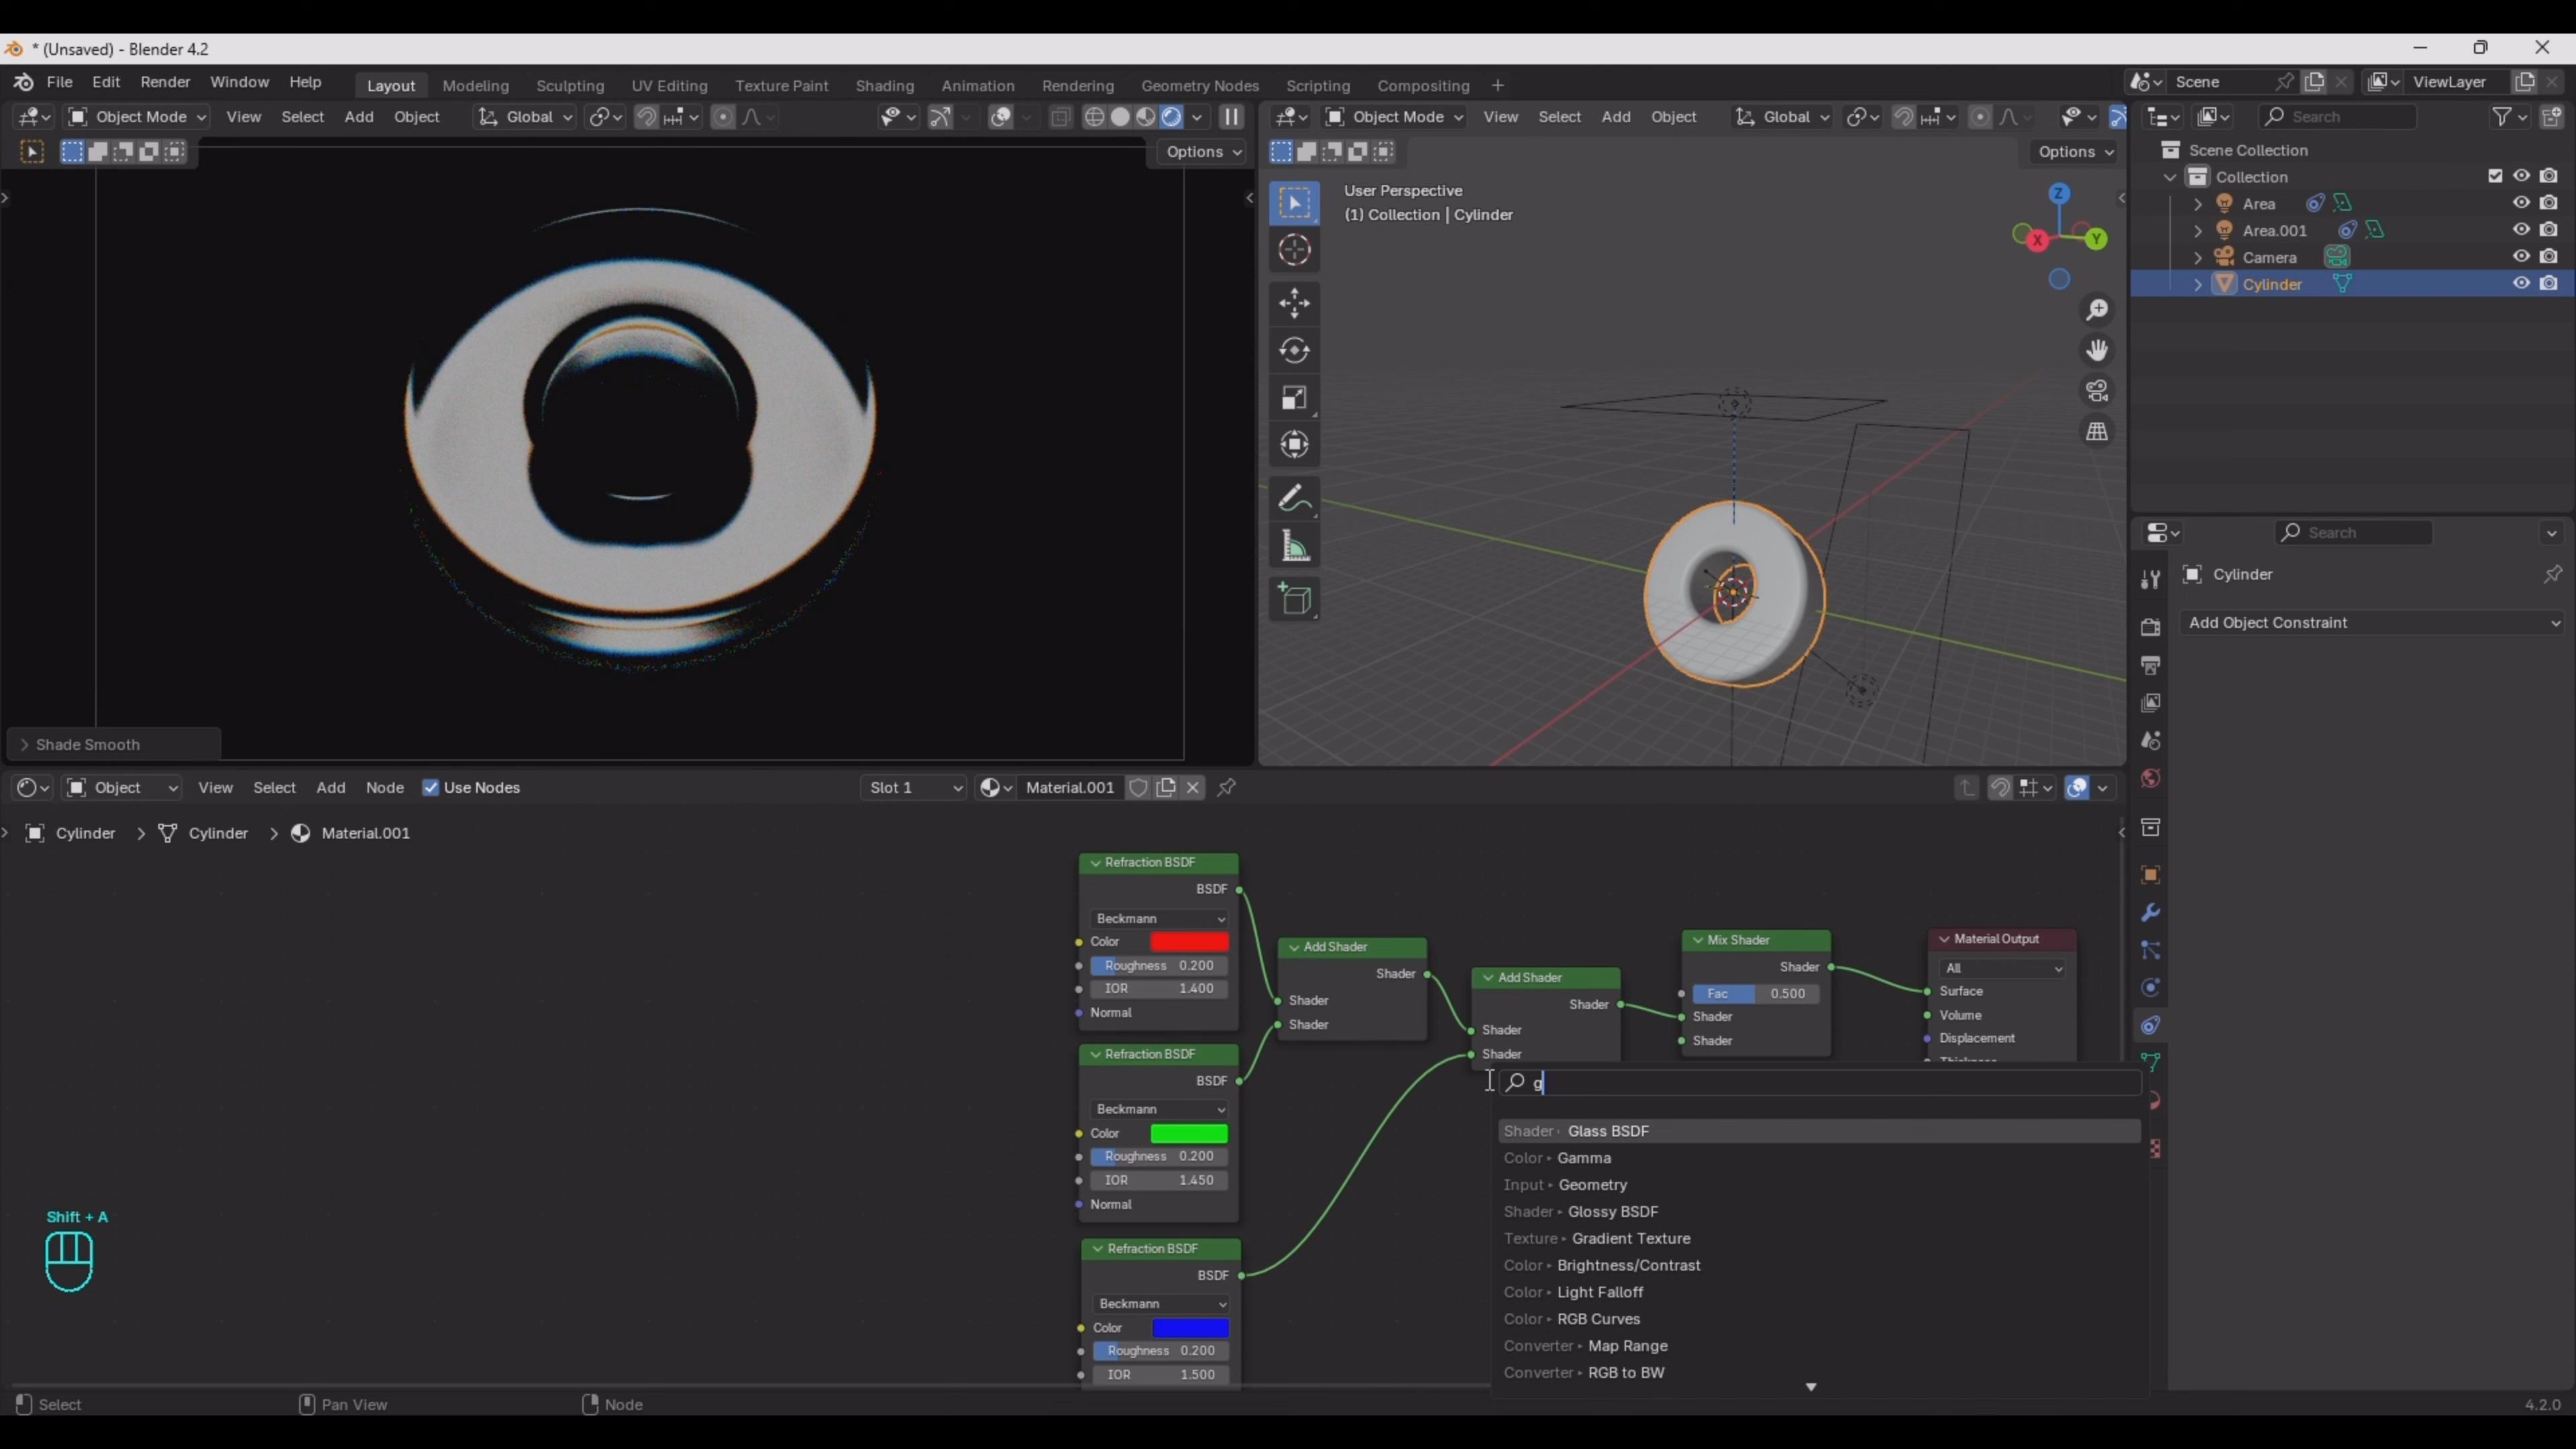 * (Unsaved) - Blender 4.2
File Edit Render Window Help Layout Modeling Sculpting UV Editing Texture Paint Shading Animation Rendering Geometry Nodes Scripting Compositing + Scene ViewLayer
Object Mode View Select Add Object Global Object Mode View Select Add Object Global Search
Options Options
User Perspective
(1) Collection | Cylinder
Z
X
Y
Scene Collection
Collection
Area
Area.001
Camera
Cylinder
Search
Cylinder
Add Object Constraint
Shade Smooth
Object View Select Add Node Use Nodes Slot 1 Material.001
Cylinder > Cylinder > Material.001
Refraction BSDF
BSDF
Beckmann
Color
Roughness 0.200
IOR 1.400
Normal
Refraction BSDF
BSDF
Beckmann
Color
Roughness 0.200
IOR 1.450
Normal
Refraction BSDF
BSDF
Beckmann
Color
Roughness 0.200
IOR 1.500
Add Shader
Shader
Shader
Shader
Add Shader
Shader
Shader
Shader
Mix Shader
Shader
Fac 0.500
Shader
Shader
Material Output
All
Surface
Volume
Displacement
Thickness
g
Shader Glass BSDF
Color Gamma
Input Geometry
Shader Glossy BSDF
Texture Gradient Texture
Color Brightness/Contrast
Color Light Falloff
Color RGB Curves
Converter Map Range
Converter RGB to BW
Shift + A
Select Pan View Node 4.2.0